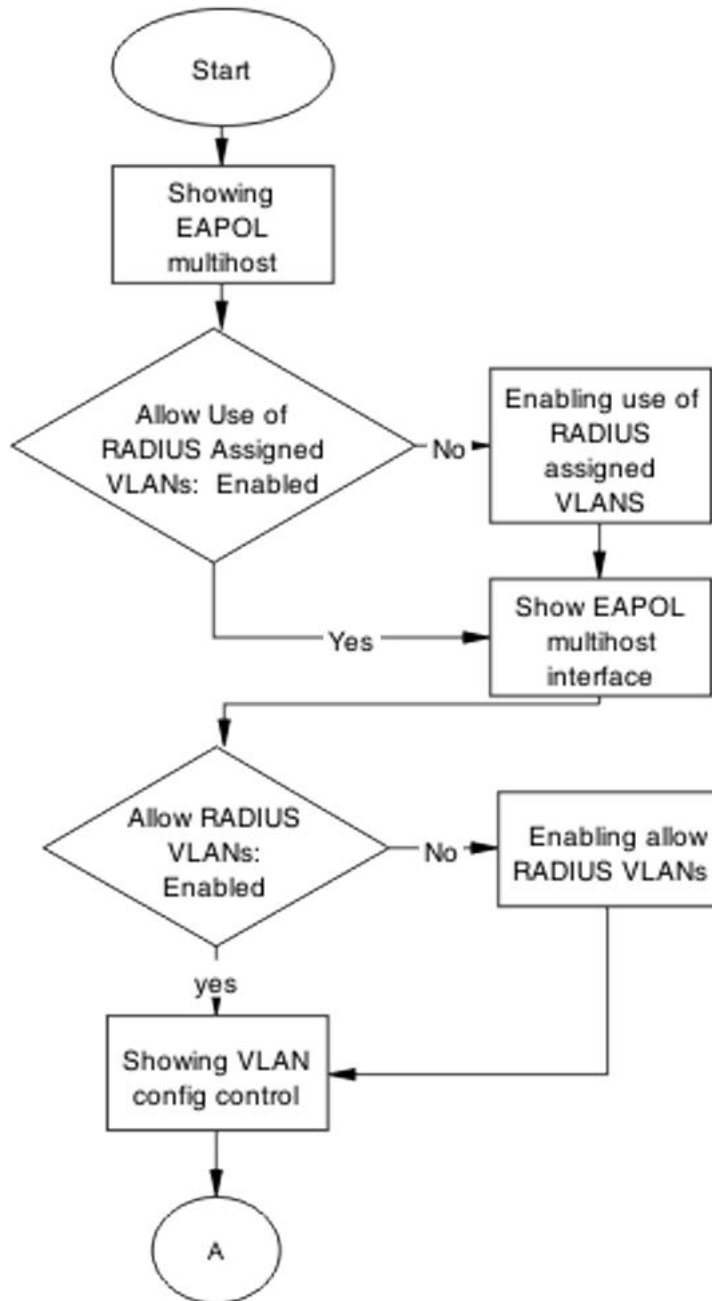 Start
Showing
EAPOL
multihost
Allow Use of
RADIUS Assigned
VLANs: Enabled
No
Enabling use of
RADIUS
assigned
VLANS
Yes
Show EAPOL
multihost
interface
Allow RADIUS
VLANs:
Enabled
No
Enabling allow
RADIUS VLANs
yes
Showing VLAN
config control
A